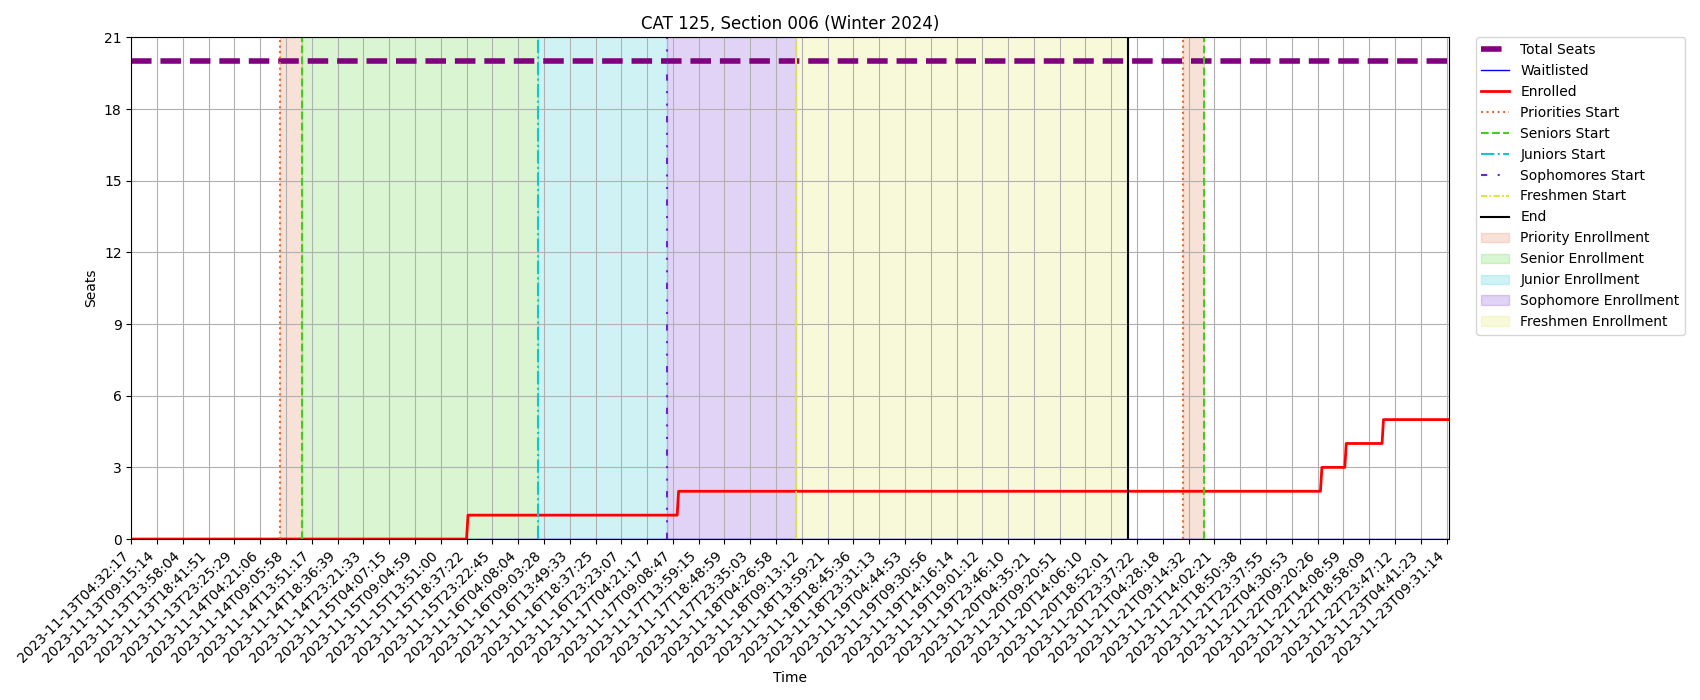 CAT 125, Section 006 (Winter 2024)
21
18
15
12
9
6
3
0
Seats
2023-11-13T04:32:17
2023-11-13T09:15:14
2023-11-13T13:58:04
2023-11-13T18:41:51
2023-11-13T23:25:29
2023-11-14T04:21:06
2023-11-14T09:05:58
2023-11-14T13:51:17
2023-11-14T18:36:39
2023-11-14T23:21:33
2023-11-15T04:07:15
2023-11-15T09:04:59
2023-11-15T13:51:00
2023-11-15T18:37:22
2023-11-15T23:22:45
2023-11-16T04:08:04
2023-11-16T09:03:28
2023-11-16T13:49:33
2023-11-16T18:37:25
2023-11-16T23:23:07
2023-11-17T04:21:17
2023-11-17T09:08:47
2023-11-17T13:59:15
2023-11-17T18:48:59
2023-11-17T23:35:03
2023-11-18T04:26:58
2023-11-18T09:13:12
2023-11-18T13:59:21
2023-11-18T18:45:36
2023-11-18T23:31:13
2023-11-19T04:44:53
2023-11-19T09:30:56
2023-11-19T14:16:14
2023-11-19T19:01:12
2023-11-19T23:46:10
2023-11-20T04:35:21
2023-11-20T09:20:51
2023-11-20T14:06:10
2023-11-20T18:52:01
2023-11-20T23:37:22
2023-11-21T04:28:18
2023-11-21T09:14:32
2023-11-21T14:02:21
2023-11-21T18:50:38
2023-11-21T23:37:55
2023-11-22T04:30:53
2023-11-22T09:20:26
2023-11-22T14:08:59
2023-11-22T18:58:09
2023-11-22T23:47:12
2023-11-23T04:41:23
2023-11-23T09:31:14
Time
Total Seats
Waitlisted
Enrolled
Priorities Start
Seniors Start
Juniors Start
Sophomores Start
Freshmen Start
End
Priority Enrollment
Senior Enrollment
Junior Enrollment
Sophomore Enrollment
Freshmen Enrollment